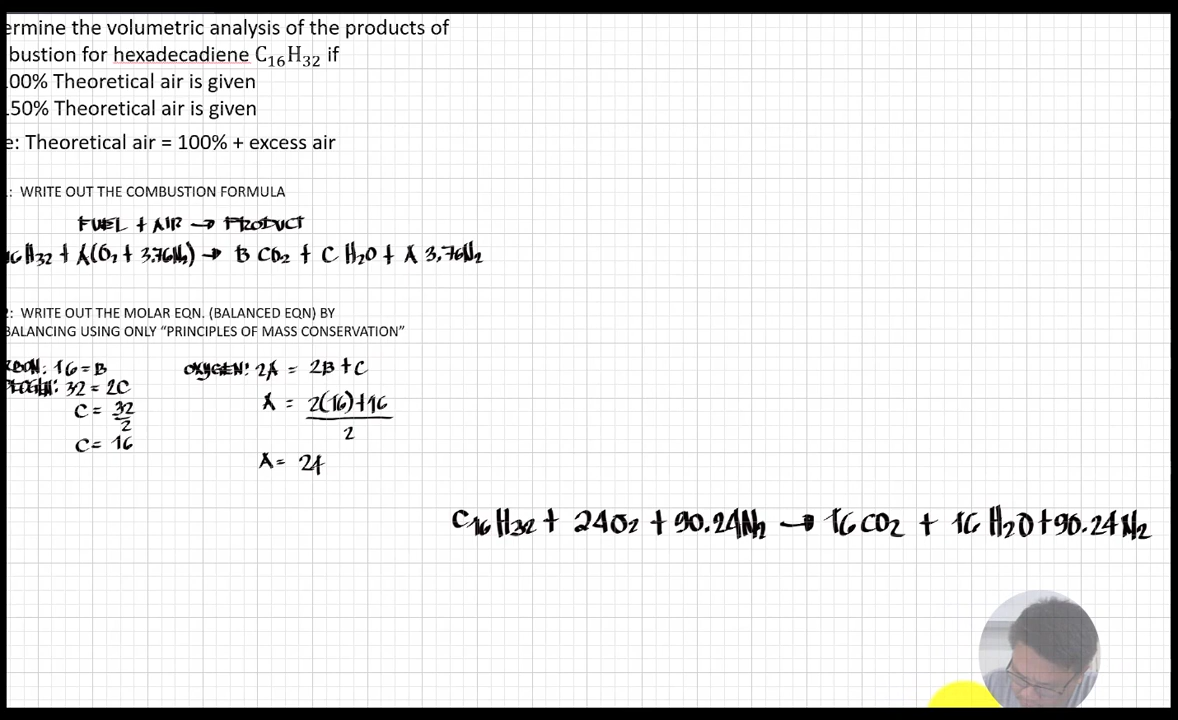 ermine the volumetric analysis of the products of
bustion for hexadecadiene C₁₆H₃₂ if
00% Theoretical air is given
.50% Theoretical air is given
e: Theoretical air = 100% + excess air
: WRITE OUT THE COMBUSTION FORMULA
FUEL + AIR → PRODUCT
16H₃₂ + A(O₂ + 3.76N₂) → B CO₂ + C H₂O + A 3.76N₂
2: WRITE OUT THE MOLAR EQN. (BALANCED EQN) BY
BALANCING USING ONLY “PRINCIPLES OF MASS CONSERVATION”
RBON: 16 = B
OXYGEN: 2A = 2B + C
DROGEN: 32 = 2C
C = 32/2
A = (2(16)+16)/2
C = 16
A = 24
C₁₆H₃₂ + 24O₂ + 90.24N₂ → 16CO₂ + 16H₂O + 90.24N₂